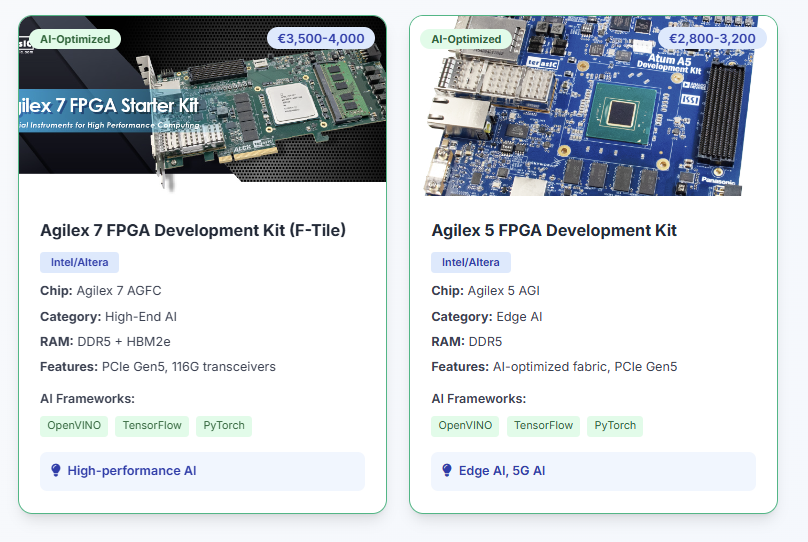 AI-Optimized
€3,500-4,000
gilex 7 FPGA Starter Kit
ial Instruments for High Performance Computing
Agilex 7 FPGA Development Kit (F-Tile)
Intel/Altera
Chip: Agilex 7 AGFC
Category: High-End AI
RAM: DDR5 + HBM2e
Features: PCIe Gen5, 116G transceivers
AI Frameworks:
OpenVINO TensorFlow PyTorch
High-performance AI
AI-Optimized
€2,800-3,200
terasic
Atum A5
Development Kit
ISSI
Panasonic
Agilex 5 FPGA Development Kit
Intel/Altera
Chip: Agilex 5 AGI
Category: Edge AI
RAM: DDR5
Features: AI-optimized fabric, PCIe Gen5
AI Frameworks:
OpenVINO TensorFlow PyTorch
Edge AI, 5G AI